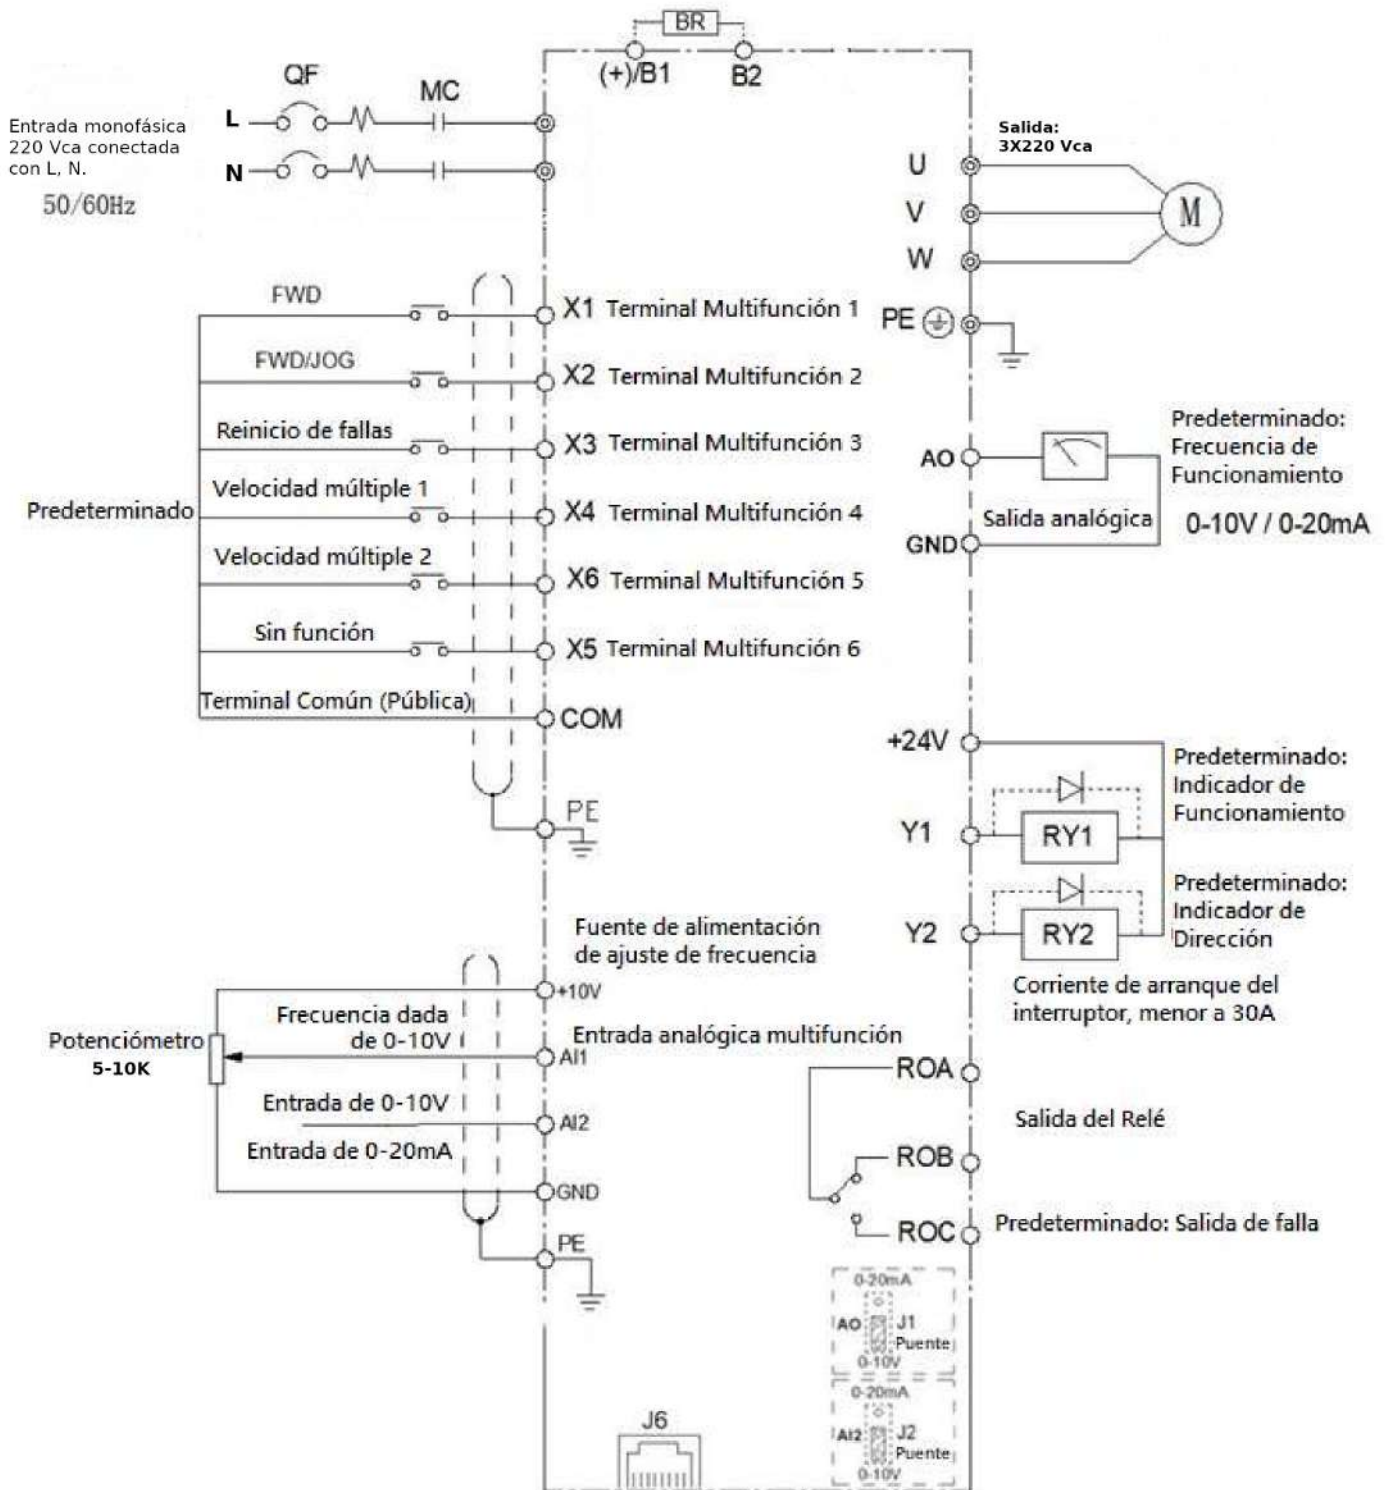 BR
(+)/B1
B2
QF
MC
Entrada monofásica
220 Vca conectada
con L, N.
50/60Hz
L
N
Salida:
3X220 Vca
U
V
W
M
PE
FWD
X1 Terminal Multifunción 1
FWD/JOG
X2 Terminal Multifunción 2
Reinicio de fallas
X3 Terminal Multifunción 3
Velocidad múltiple 1
X4 Terminal Multifunción 4
Predeterminado
Velocidad múltiple 2
X6 Terminal Multifunción 5
Sin función
X5 Terminal Multifunción 6
Terminal Común (Pública)
COM
PE
AO
Predeterminado:
Frecuencia de
Funcionamiento
Salida analógica
0-10V / 0-20mA
GND
+24V
Predeterminado:
Indicador de
Funcionamiento
Y1
RY1
Predeterminado:
Indicador de
Dirección
Y2
RY2
Corriente de arranque del
interruptor, menor a 30A
Fuente de alimentación
de ajuste de frecuencia
+10V
Frecuencia dada
de 0-10V
Entrada analógica multifunción
Potenciómetro
5-10K
AI1
Entrada de 0-10V
AI2
Entrada de 0-20mA
GND
PE
ROA
Salida del Relé
ROB
ROC
Predeterminado: Salida de falla
0-20mA
AO
J1
Puente
0-10V
0-20mA
AI2
J2
Puente
0-10V
J6